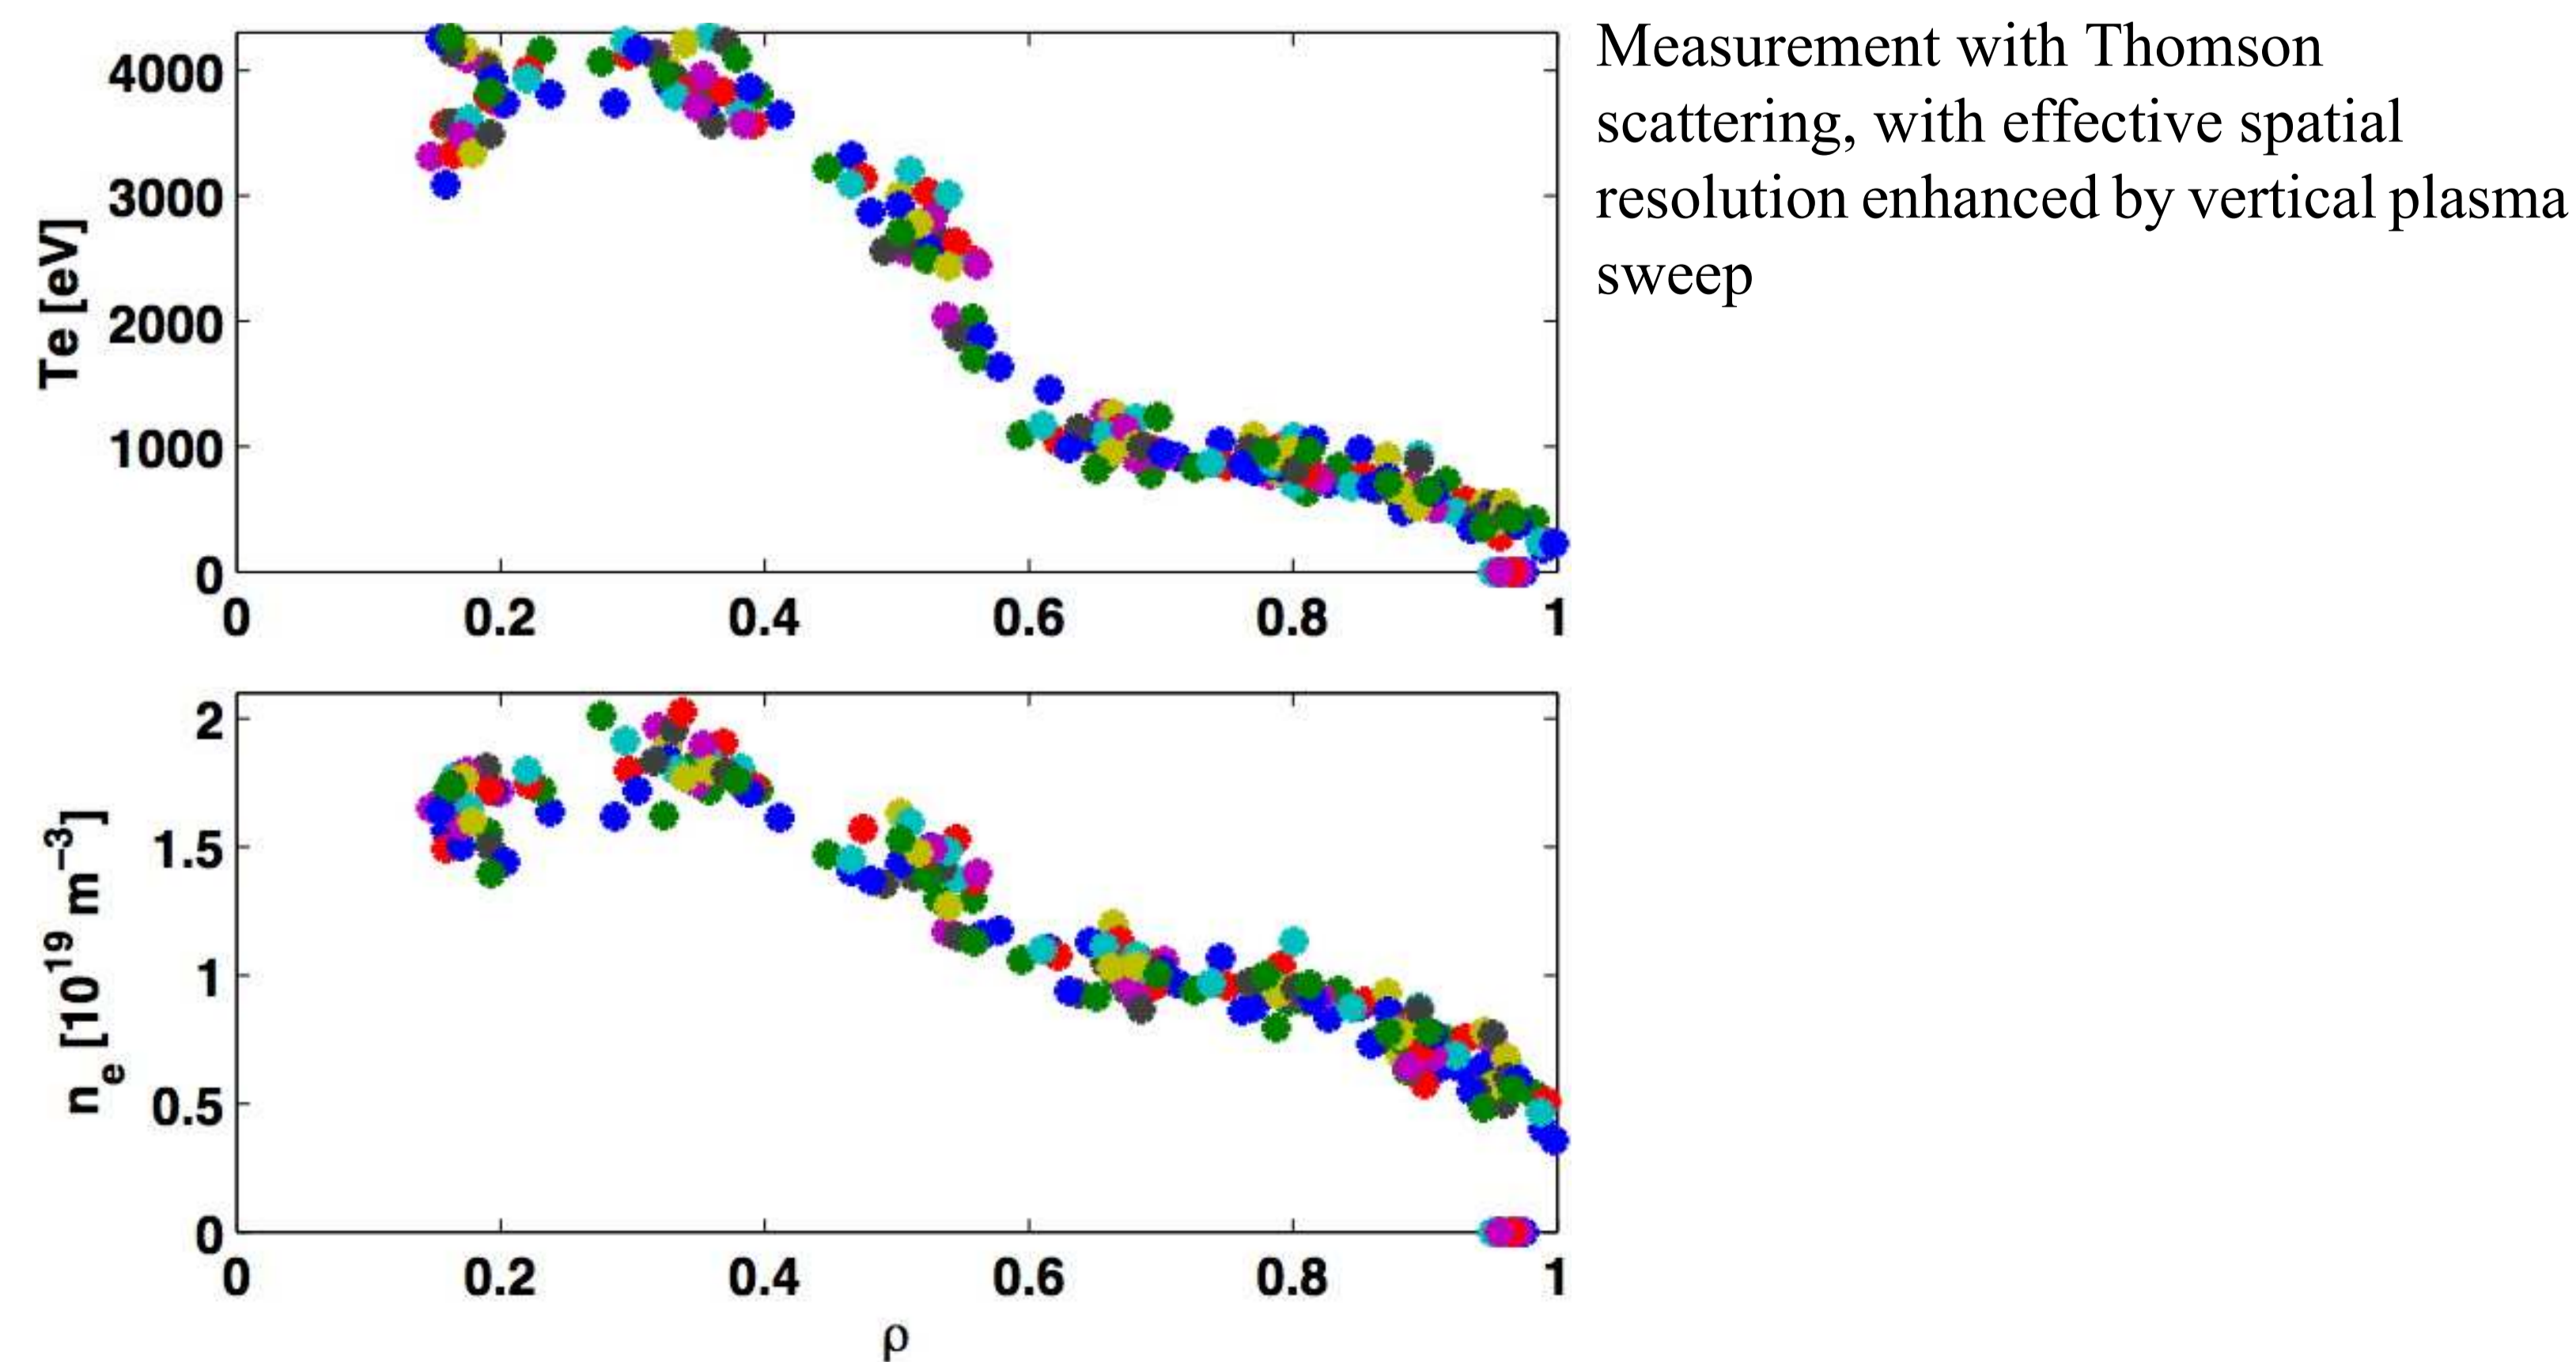 Measurement with Thomson
scattering, with effective spatial
resolution enhanced by vertical plasma
sweep
Te [eV]
4000
3000
2000
1000
0
0 0.2 0.4 0.6 0.8 1
n_e [10^19 m^−3]
2
1.5
1
0.5
0
0 0.2 0.4 0.6 0.8 1
ρ